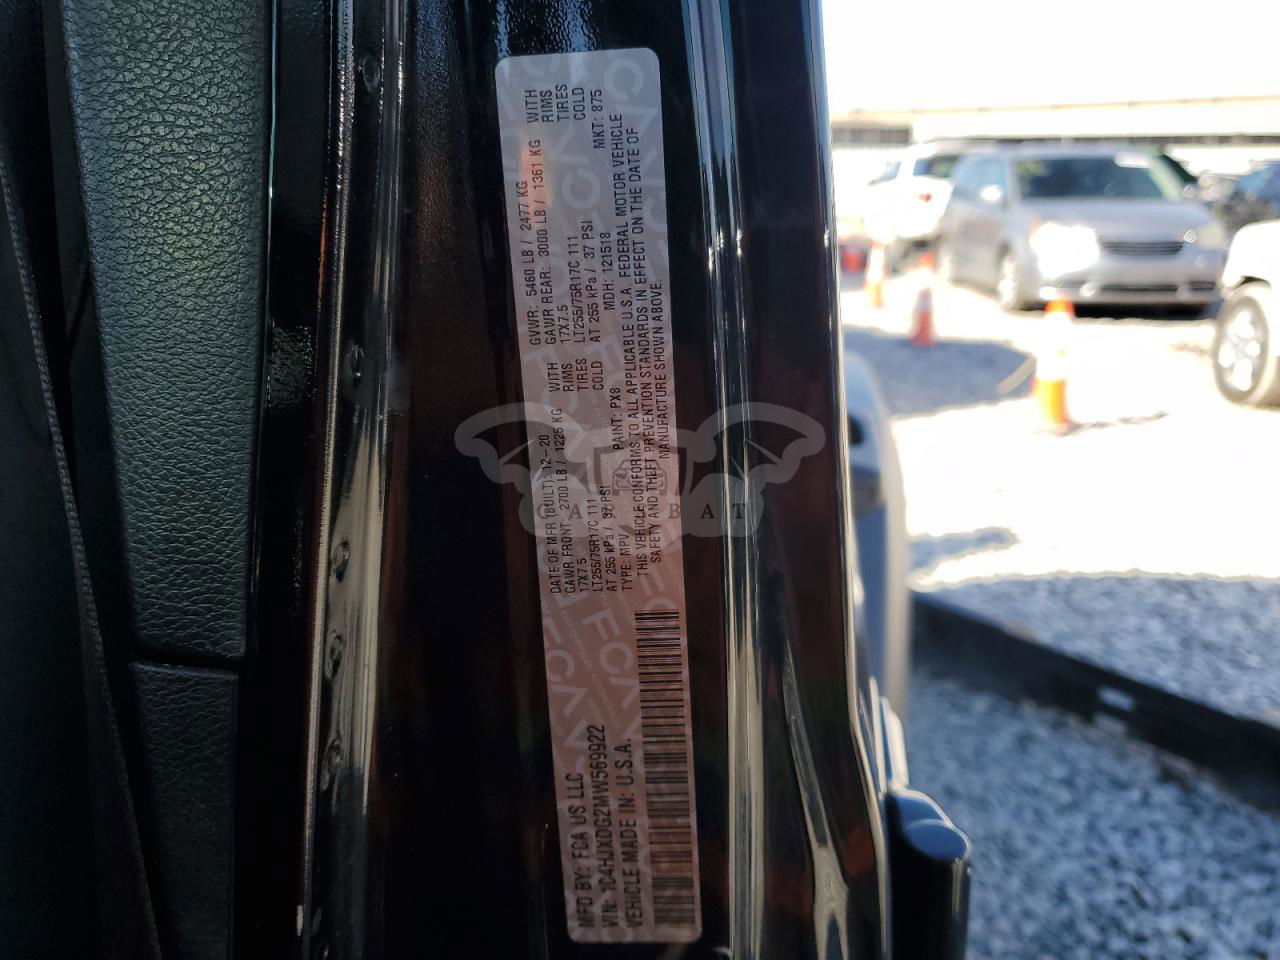 MFD BY: FCA US LLC
DATE OF MFR (BUILT): 12-20
GVWR: 5460 LB / 2477 KG
GAWR FRONT: 2700 LB / 1225 KG WITH
GAWR REAR: 3000 LB / 1361 KG WITH
17X7.5 RIMS
17X7.5 RIMS
LT255/75R17C 111 TIRES
LT255/75R17C 111 TIRES
AT 255 kPa / 37 PSI COLD
AT 255 kPa / 37 PSI COLD
TYPE: MPV PAINT: PX8 MDH: 121518 MKT: 875
THIS VEHICLE CONFORMS TO ALL APPLICABLE U.S.A. FEDERAL MOTOR VEHICLE
SAFETY AND THEFT PREVENTION STANDARDS IN EFFECT ON THE DATE OF
MANUFACTURE SHOWN ABOVE.
VIN: 1C4HJXDG2MW569922
VEHICLE MADE IN: U.S.A.
FCA
CARSBAT